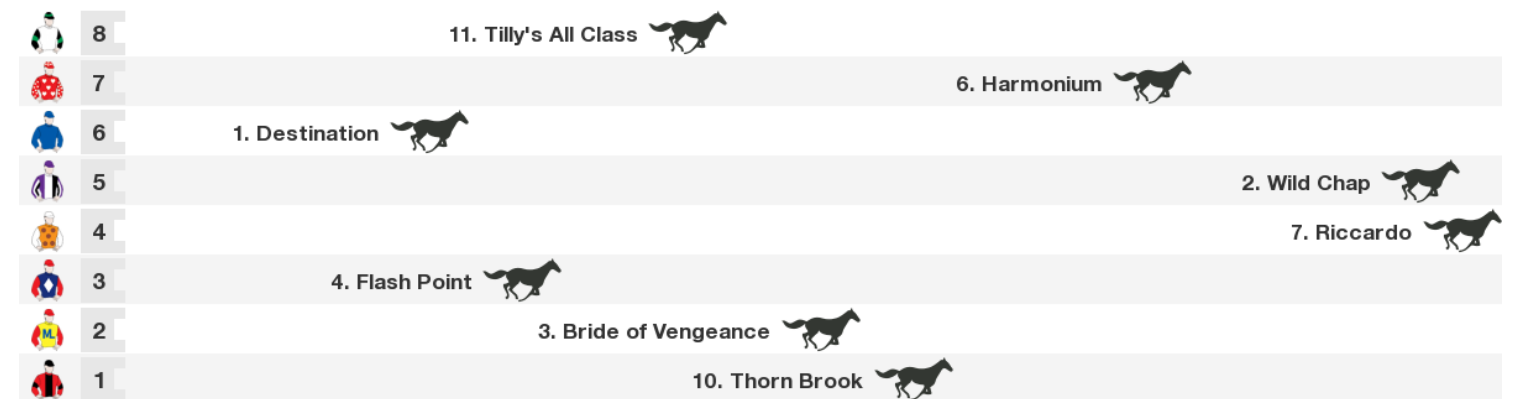 8 11. Tilly's All Class
7 6. Harmonium
6 1. Destination
5 2. Wild Chap
4 7. Riccardo
3 4. Flash Point
ML 2 3. Bride of Vengeance
1 10. Thorn Brook